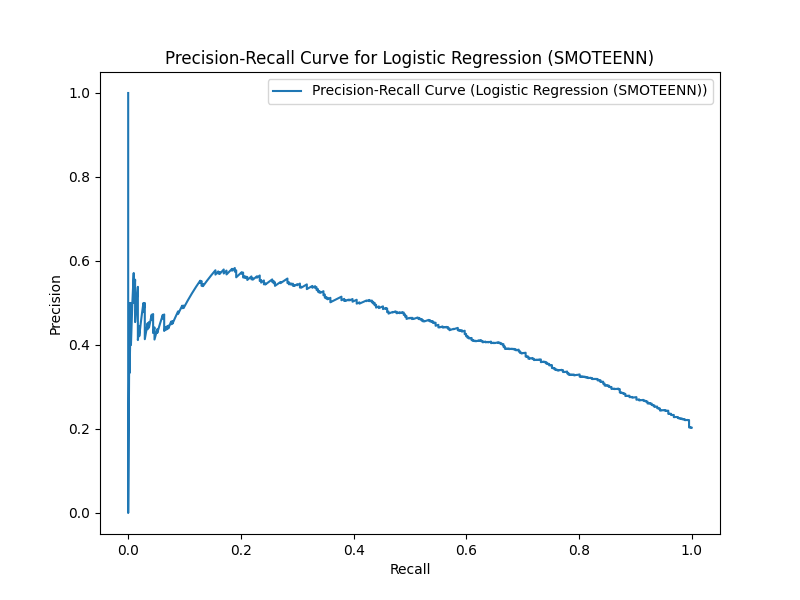 Precision-Recall Curve for Logistic Regression (SMOTEENN)
Precision-Recall Curve (Logistic Regression (SMOTEENN))
1.0
0.8
0.6
0.4
0.2
0.0
Precision
0.0 0.2 0.4 0.6 0.8 1.0
Recall